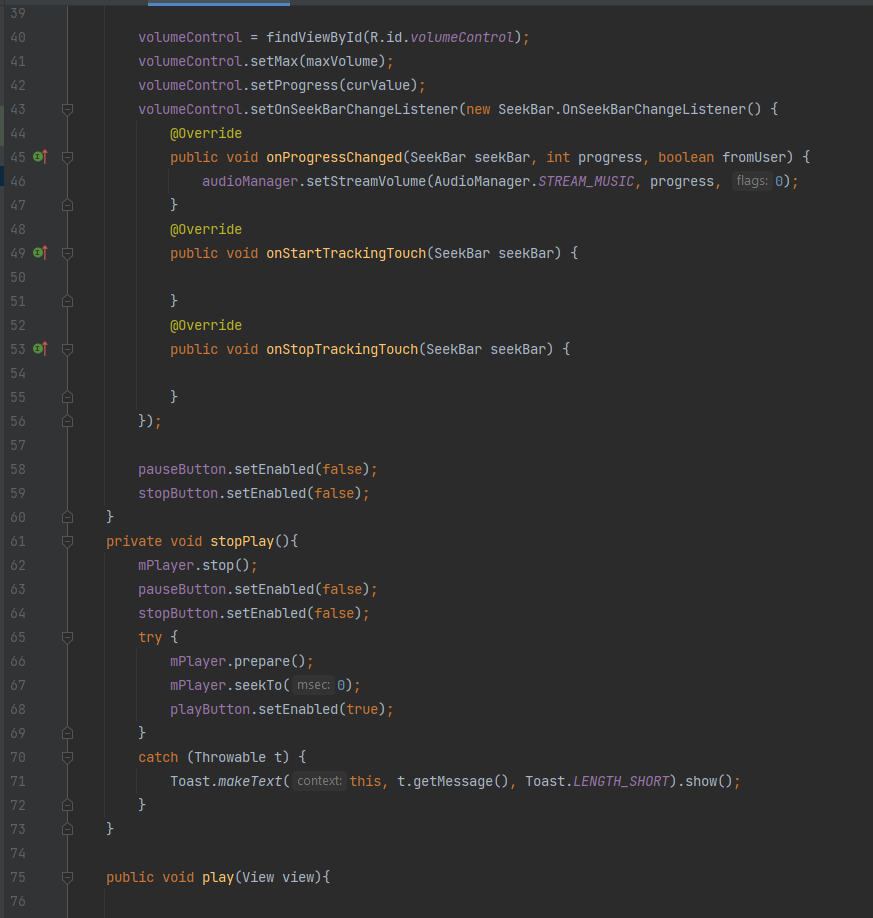 39
40 volumeControl = findViewById(R.id.volumeControl);
41 volumeControl.setMax(maxVolume);
42 volumeControl.setProgress(curValue);
43 volumeControl.setOnSeekBarChangeListener(new SeekBar.OnSeekBarChangeListener() {
44 @Override
45 public void onProgressChanged(SeekBar seekBar, int progress, boolean fromUser) {
46 audioManager.setStreamVolume(AudioManager.STREAM_MUSIC, progress, flags: 0);
47 }
48 @Override
49 public void onStartTrackingTouch(SeekBar seekBar) {
50
51 }
52 @Override
53 public void onStopTrackingTouch(SeekBar seekBar) {
54
55 }
56 });
57
58 pauseButton.setEnabled(false);
59 stopButton.setEnabled(false);
60 }
61 private void stopPlay(){
62 mPlayer.stop();
63 pauseButton.setEnabled(false);
64 stopButton.setEnabled(false);
65 try {
66 mPlayer.prepare();
67 mPlayer.seekTo( msec: 0);
68 playButton.setEnabled(true);
69 }
70 catch (Throwable t) {
71 Toast.makeText( context: this, t.getMessage(), Toast.LENGTH_SHORT).show();
72 }
73 }
74
75 public void play(View view){
76